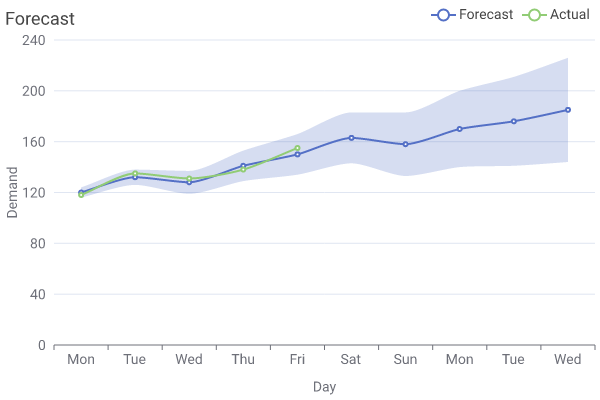 Forecast
Forecast Actual
240
200
160
120
80
40
0
Demand
Mon Tue Wed Thu Fri Sat Sun Mon Tue Wed
Day